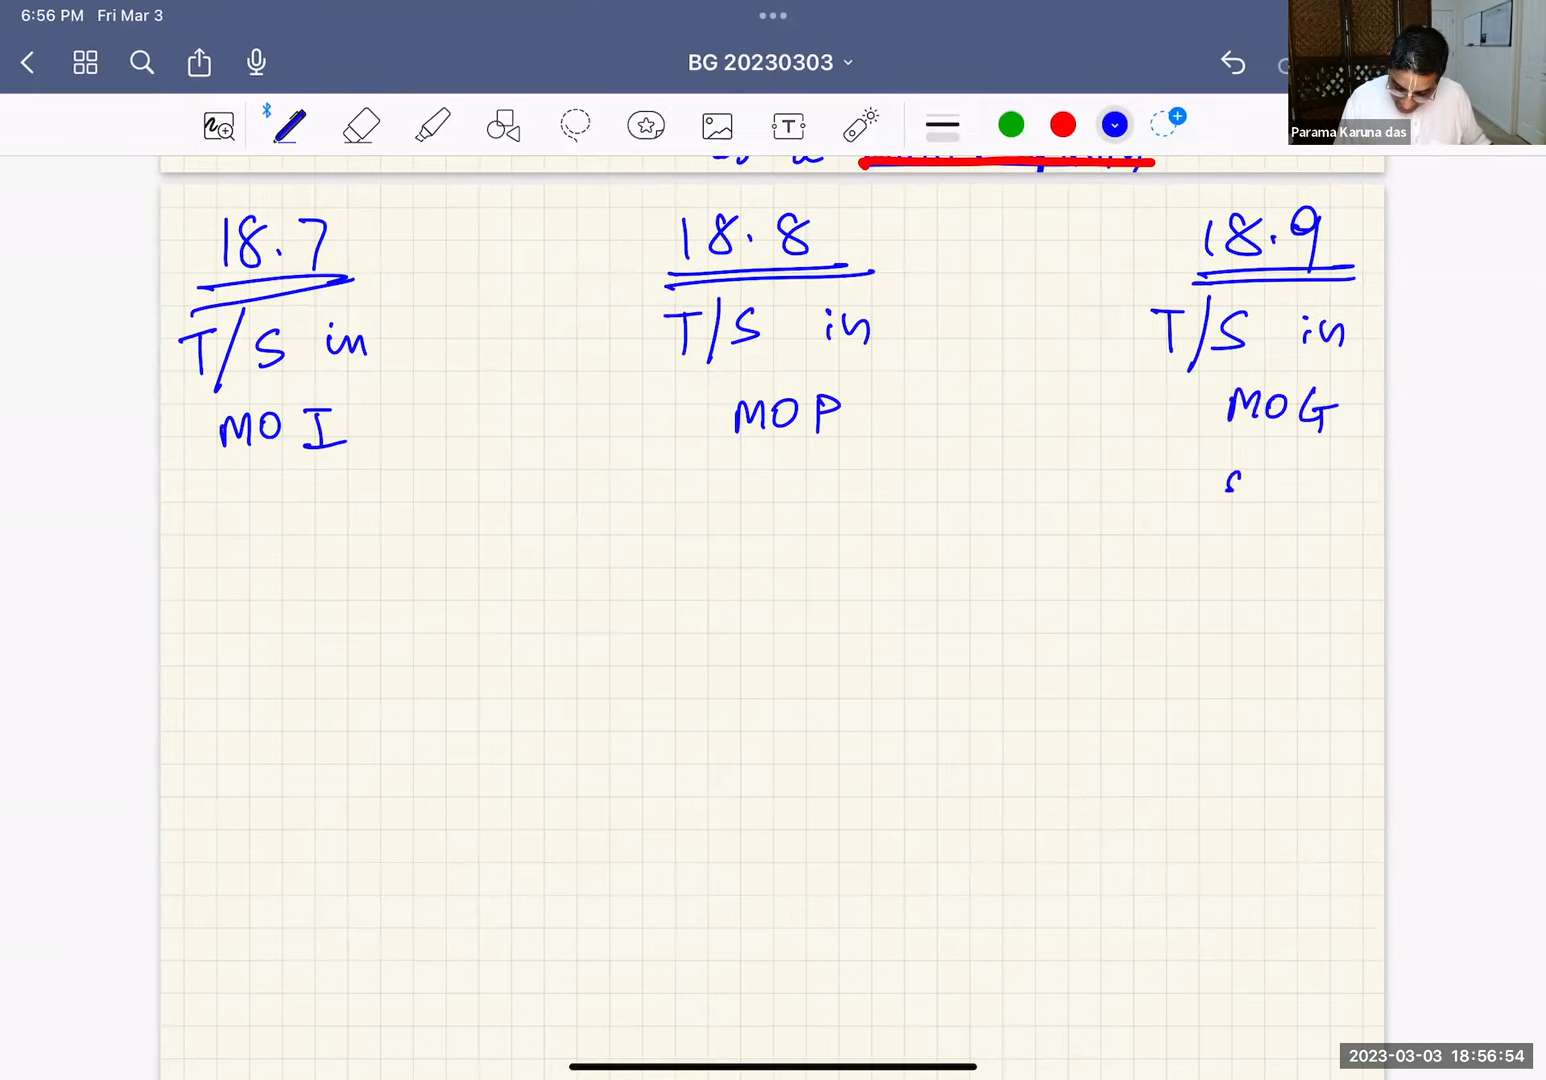 6:56 PM Fri Mar 3
BG 20230303
T
Parama Karuna das
18.7 18.8 18.9
T/S in T/S in T/S in
MO I MOP MOG
2023-03-03 18:56:54